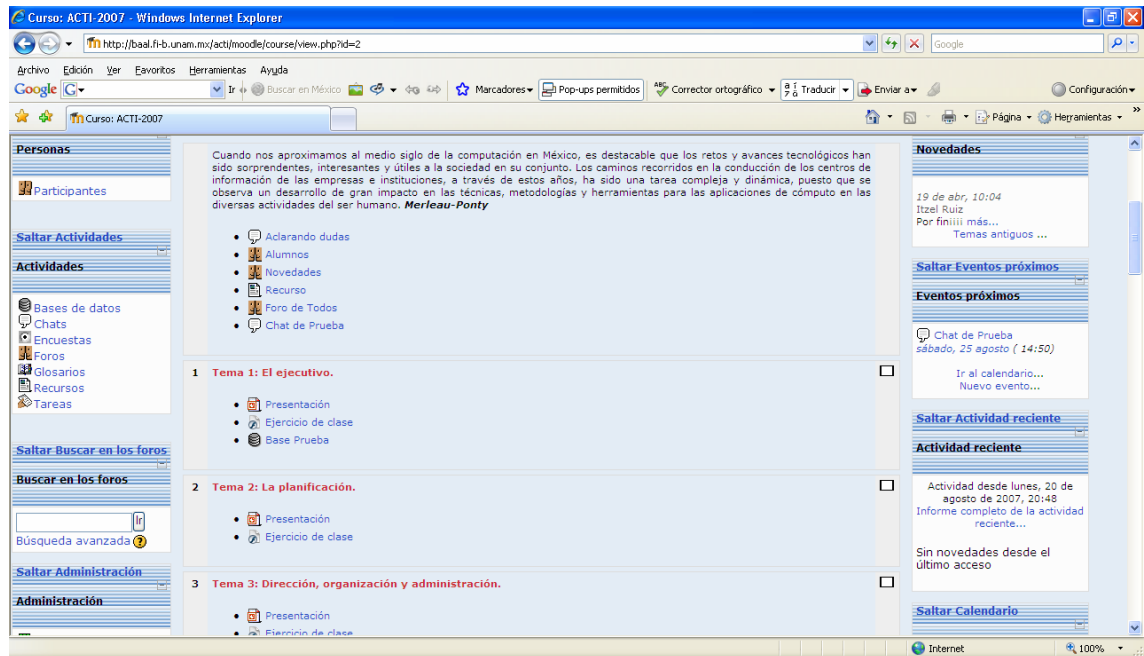 Curso: ACTI-2007 - Windows Internet Explorer
http://baal.fi-b.unam.mx/acti/moodle/course/view.php?id=2
Google
Archivo Edición Ver Favoritos Herramientas Ayuda
Google G Ir Buscar en México Marcadores Pop-ups permitidos ABC Corrector ortográfico Traducir Enviar a Configuración
Curso: ACTI-2007
Página Herramientas »
Personas
Participantes
Saltar Actividades
Actividades
Bases de datos
Chats
Encuestas
Foros
Glosarios
Recursos
Tareas
Saltar Buscar en los foros
Buscar en los foros
Ir
Búsqueda avanzada ?
Saltar Administración
Administración
Cuando nos aproximamos al medio siglo de la computación en México, es destacable que los retos y avances tecnológicos han
sido sorprendentes, interesantes y útiles a la sociedad en su conjunto. Los caminos recorridos en la conducción de los centros de
información de las empresas e instituciones, a través de estos años, ha sido una tarea compleja y dinámica, puesto que se
observa un desarrollo de gran impacto en las técnicas, metodologías y herramientas para las aplicaciones de cómputo en las
diversas actividades del ser humano. Merleau-Ponty
Aclarando dudas
Alumnos
Novedades
Recurso
Foro de Todos
Chat de Prueba
1 Tema 1: El ejecutivo.
Presentación
Ejercicio de clase
Base Prueba
2 Tema 2: La planificación.
Presentación
Ejercicio de clase
3 Tema 3: Dirección, organización y administración.
Presentación
Ejercicio de clase
Novedades
19 de abr, 10:04
Itzel Ruiz
Por finiiii más...
Temas antiguos ...
Saltar Eventos próximos
Eventos próximos
Chat de Prueba
sábado, 25 agosto ( 14:50)
Ir al calendario...
Nuevo evento...
Saltar Actividad reciente
Actividad reciente
Actividad desde lunes, 20 de
agosto de 2007, 20:48
Informe completo de la actividad
reciente...
Sin novedades desde el
último acceso
Saltar Calendario
Internet 100%